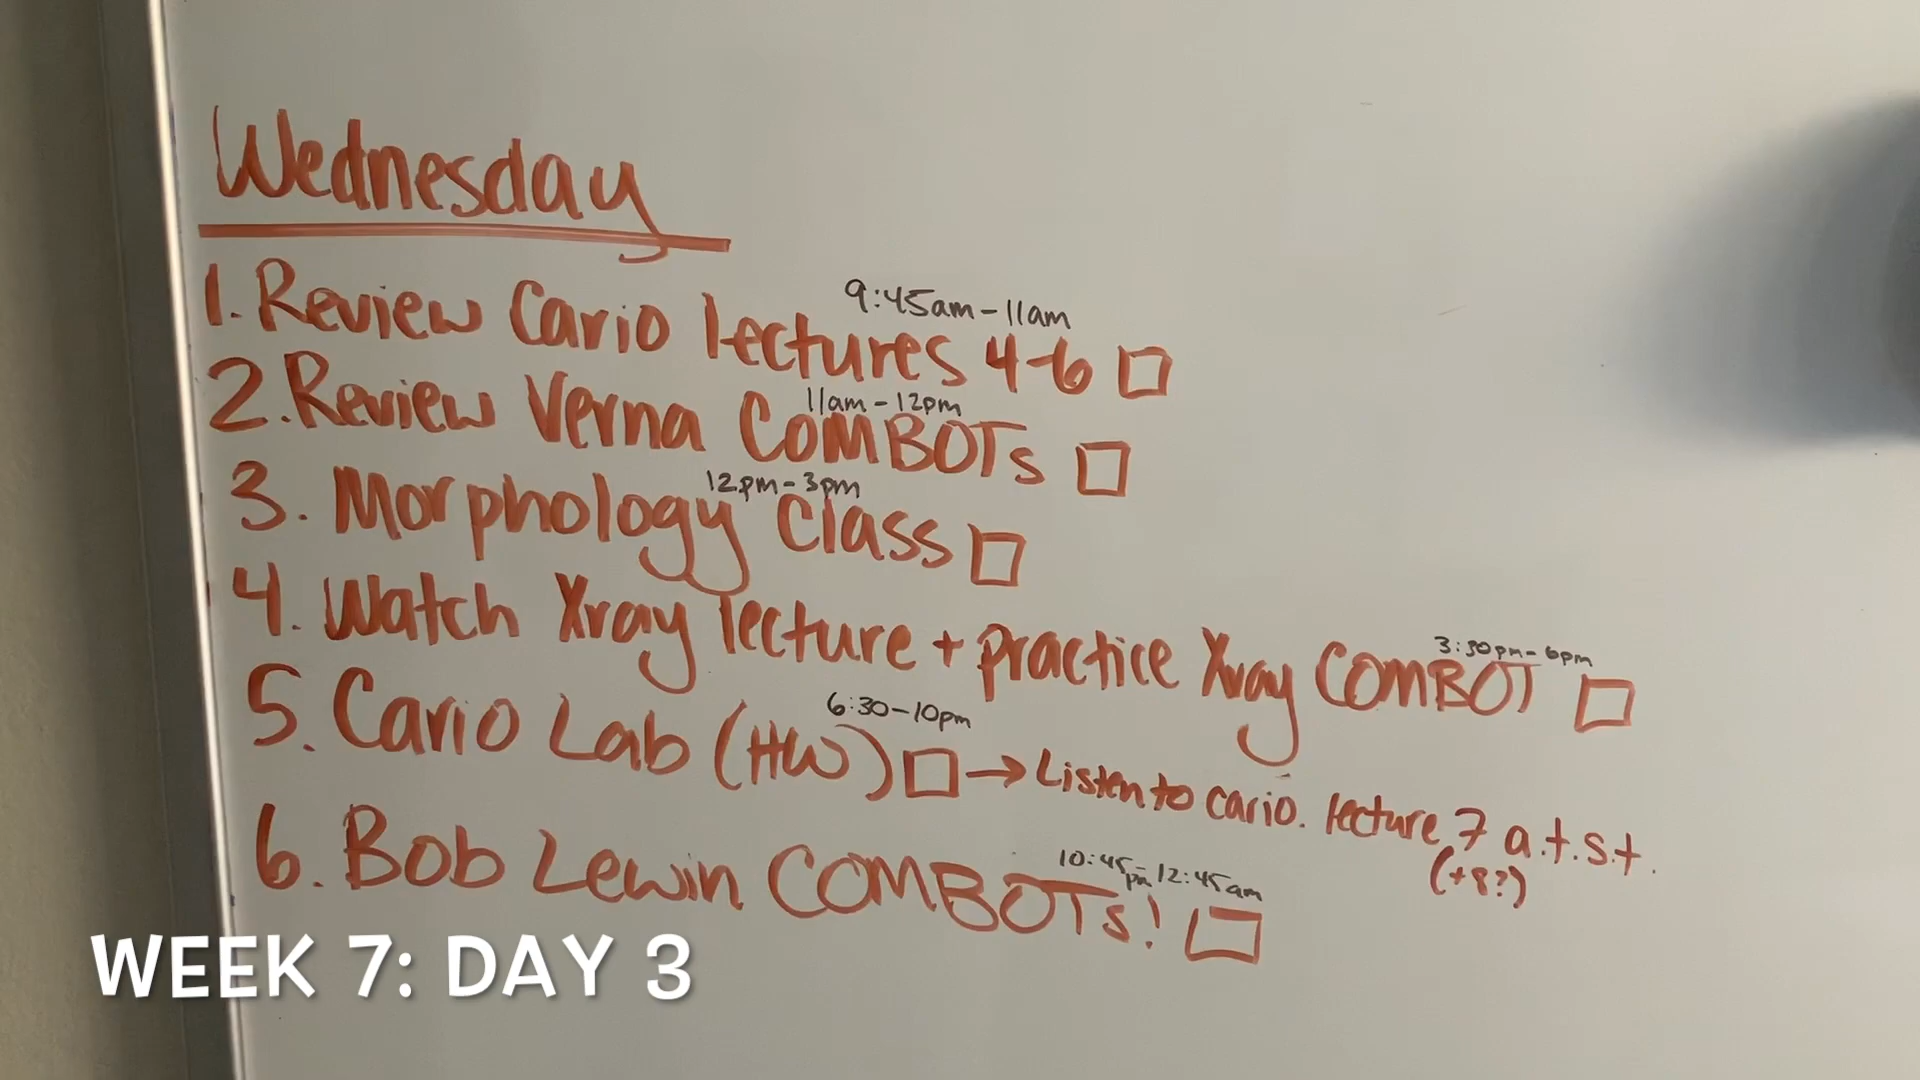 Wednesday
9:45am-11am
1. Review Cario lectures 4-6
11am-12pm
2. Review Verna COMBOTs
12pm-3pm
3. Morphology Class
3:30pm-6pm
4. Watch Xray lecture + practice Xray COMBOT
6:30-10pm
5. Cario Lab (HW) → Listen to cario. lecture 7 a.t.s.t.
(+8?)
10:45pm-12:45am
6. Bob Lewin COMBOTs!
WEEK 7: DAY 3